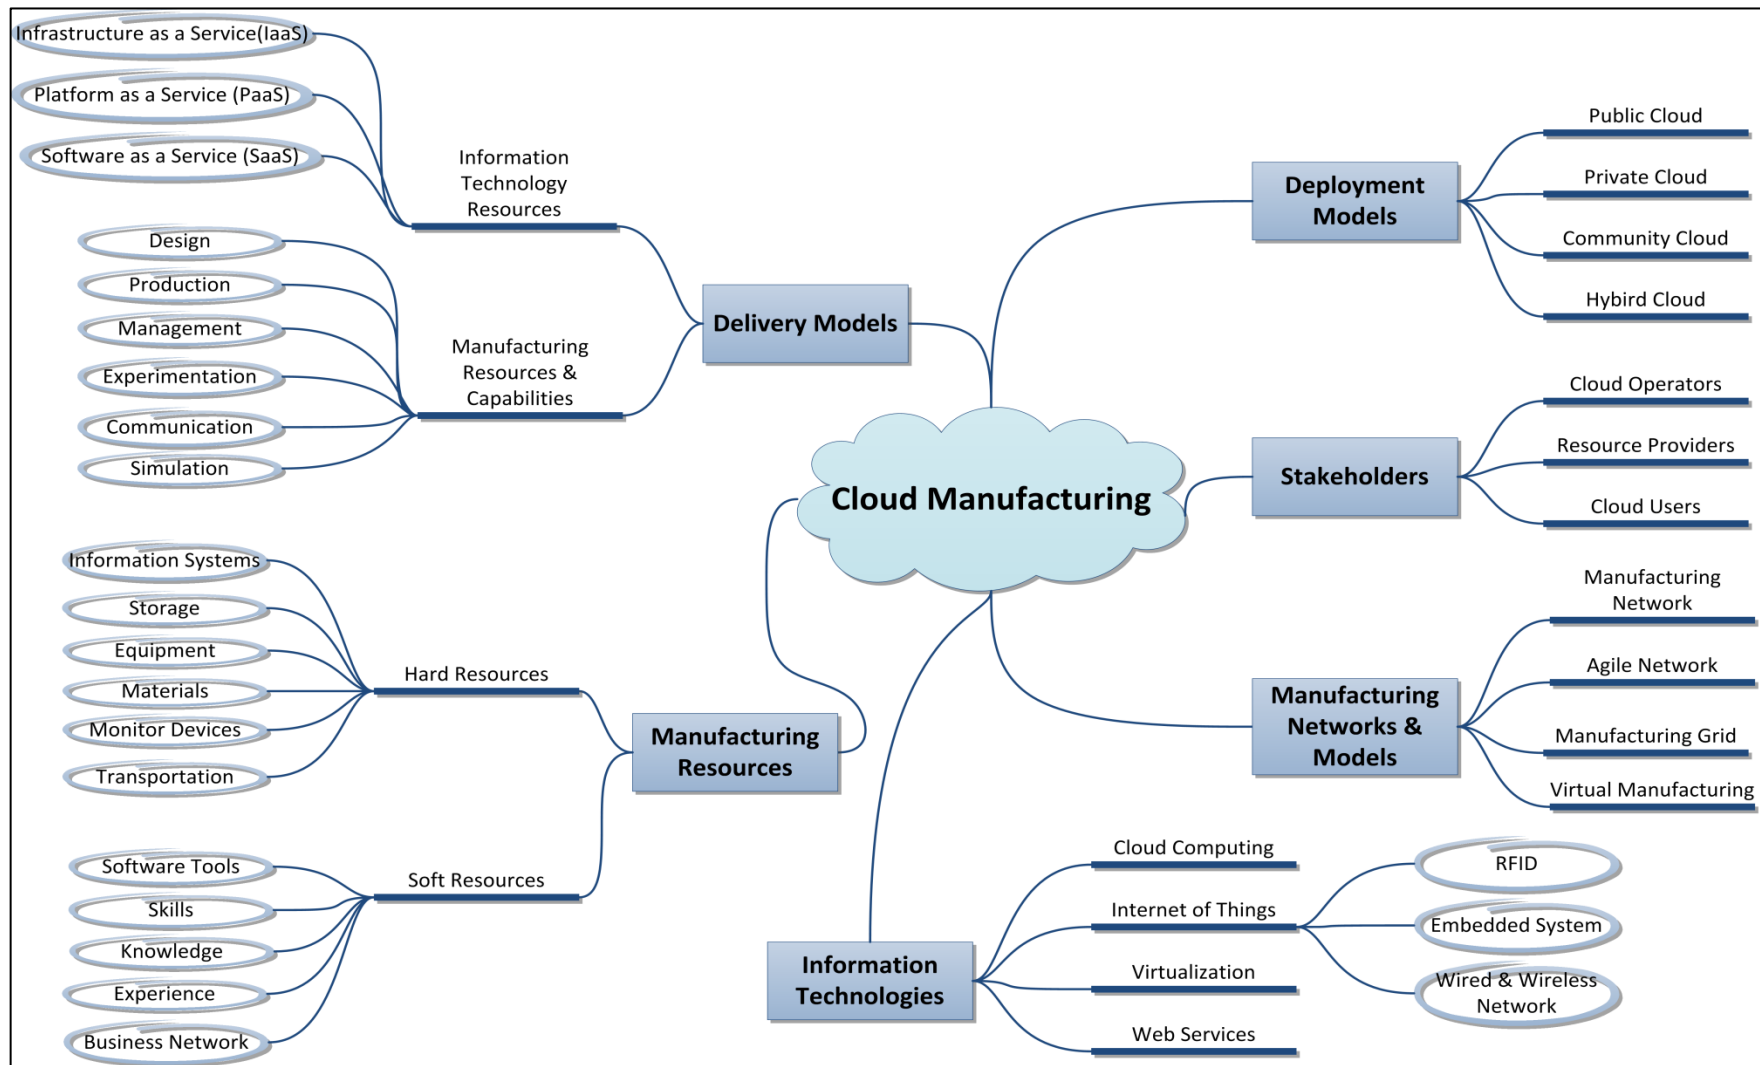 Infrastructure as a Service(IaaS)
Platform as a Service (PaaS)
Software as a Service (SaaS)
Information
Technology
Resources
Design
Production
Management
Experimentation
Communication
Simulation
Manufacturing
Resources &
Capabilities
Delivery Models
Deployment
Models
Public Cloud
Private Cloud
Community Cloud
Hybird Cloud
Cloud Manufacturing
Stakeholders
Cloud Operators
Resource Providers
Cloud Users
Information Systems
Storage
Equipment
Materials
Monitor Devices
Transportation
Hard Resources
Manufacturing
Resources
Software Tools
Skills
Knowledge
Experience
Business Network
Soft Resources
Manufacturing
Networks &
Models
Manufacturing
Network
Agile Network
Manufacturing Grid
Virtual Manufacturing
Information
Technologies
Cloud Computing
Internet of Things
Virtualization
Web Services
RFID
Embedded System
Wired & Wireless
Network